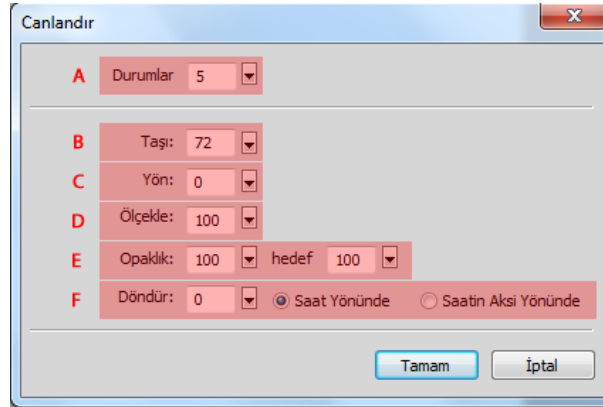 Canlandır
A Durumlar 5
B Taşı: 72
C Yön: 0
D Ölçekle: 100
E Opaklık: 100 hedef 100
F Döndür: 0 Saat Yönünde Saatin Aksi Yönünde
Tamam İptal